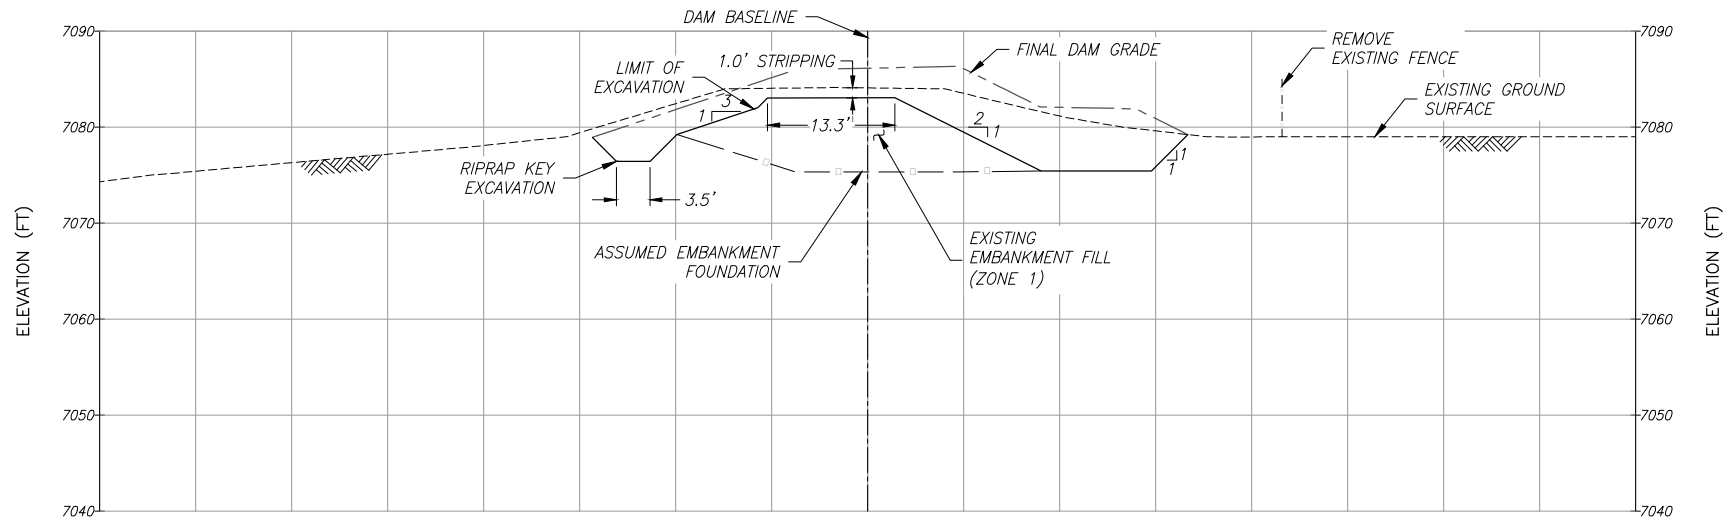 DAM BASELINE
7090
7090
REMOVE
EXISTING FENCE
FINAL DAM GRADE
1.0' STRIPPING
LIMIT OF
EXCAVATION
EXISTING GROUND
SURFACE
3
1
13.3'
2
1
7080
7080
1
1
RIPRAP KEY
EXCAVATION
3.5'
7070
7070
ASSUMED EMBANKMENT
FOUNDATION
EXISTING
EMBANKMENT FILL
(ZONE 1)
ELEVATION (FT)
ELEVATION (FT)
7060
7060
7050
7050
7040
7040